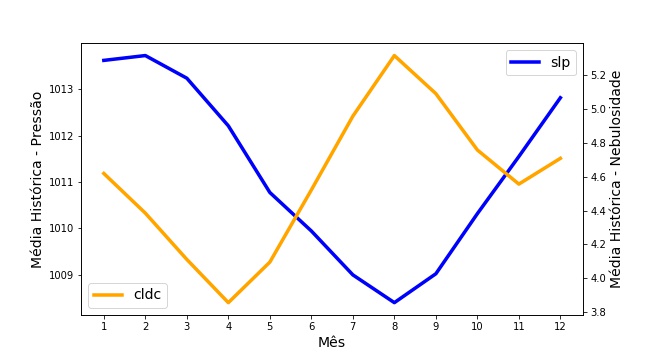 slp
cldc
Média Histórica - Pressão
1013
1012
1011
1010
1009
Média Histórica - Nebulosidade
5.2
5.0
4.8
4.6
4.4
4.2
4.0
3.8
1 2 3 4 5 6 7 8 9 10 11 12
Mês